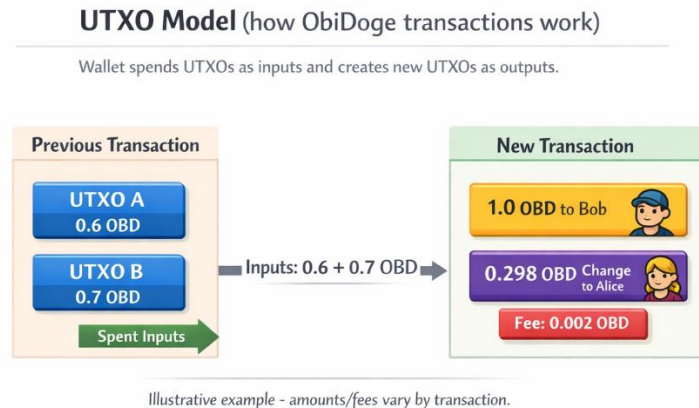 UTXO Model (how ObiDoge transactions work)
Wallet spends UTXOs as inputs and creates new UTXOs as outputs.
Previous Transaction
UTXO A
0.6 OBD
UTXO B
0.7 OBD
Spent Inputs
Inputs: 0.6 + 0.7 OBD
New Transaction
1.0 OBD to Bob
0.298 OBD Change
to Alice
Fee: 0.002 OBD
Illustrative example - amounts/fees vary by transaction.